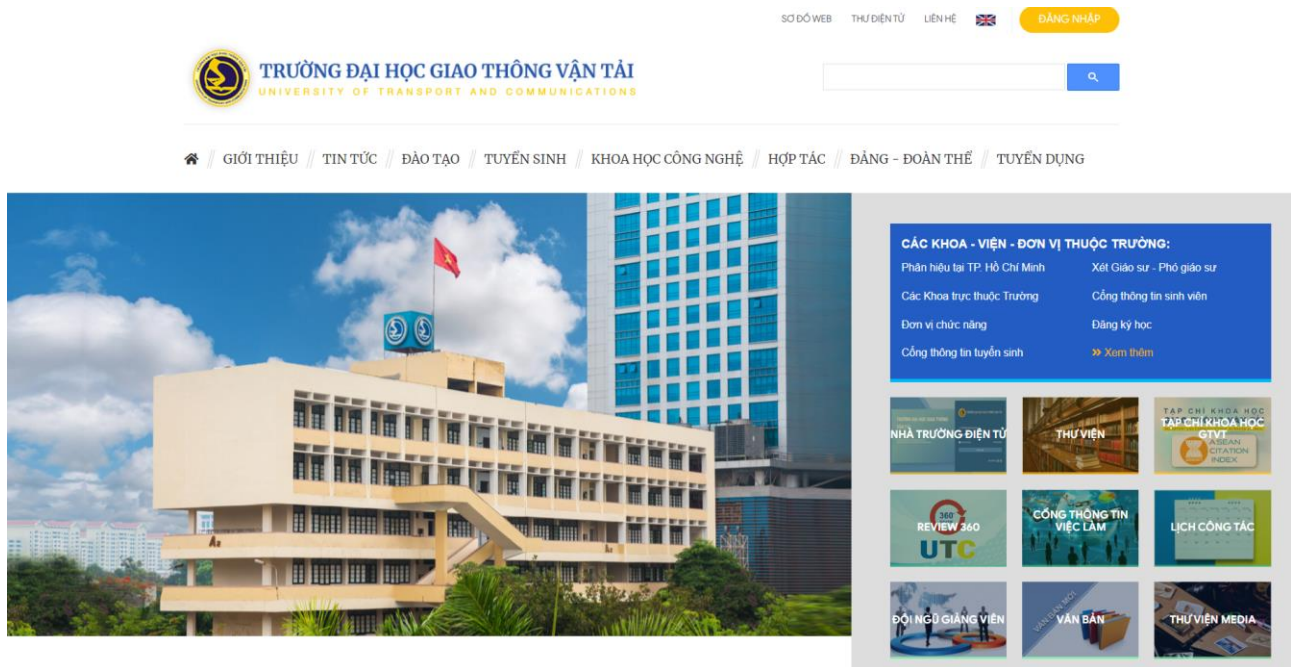 SƠ ĐỒ WEB THƯ ĐIỆN TỬ LIÊN HỆ ĐĂNG NHẬP
TRƯỜNG ĐẠI HỌC GIAO THÔNG VẬN TẢI
UNIVERSITY OF TRANSPORT AND COMMUNICATIONS
GIỚI THIỆU // TIN TỨC // ĐÀO TẠO // TUYỂN SINH // KHOA HỌC CÔNG NGHỆ // HỢP TÁC // ĐẢNG - ĐOÀN THỂ // TUYỂN DỤNG
A2
CÁC KHOA - VIỆN - ĐƠN VỊ THUỘC TRƯỜNG:
Phân hiệu tại TP. Hồ Chí Minh Xét Giáo sư - Phó giáo sư
Các Khoa trực thuộc Trường Cổng thông tin sinh viên
Đơn vị chức năng Đăng ký học
Cổng thông tin tuyển sinh » Xem thêm
NHÀ TRƯỜNG ĐIỆN TỬ
THƯ VIỆN
TẠP CHÍ KHOA HỌC
TẠP CHÍ KHOA HỌC
GTVT
ASEAN
CITATION
INDEX
360°
REVIEW 360
UTC
CỔNG THÔNG TIN
VIỆC LÀM
LỊCH CÔNG TÁC
ĐỘI NGŨ GIẢNG VIÊN
VĂN BẢN MỚI
VĂN BẢN
THƯ VIỆN MEDIA